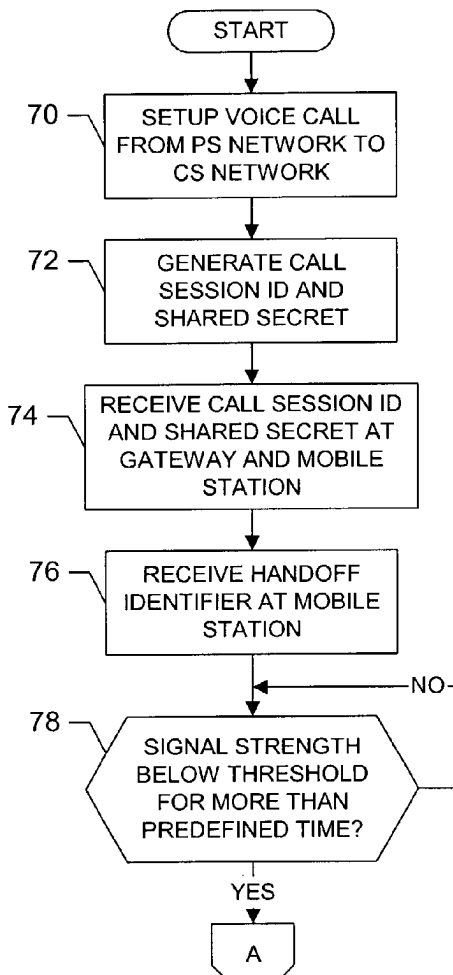 START
70
SETUP VOICE CALL
FROM PS NETWORK TO
CS NETWORK
72
GENERATE CALL
SESSION ID AND
SHARED SECRET
74
RECEIVE CALL SESSION ID
AND SHARED SECRET AT
GATEWAY AND MOBILE
STATION
76
RECEIVE HANDOFF
IDENTIFIER AT MOBILE
STATION
NO
78
SIGNAL STRENGTH
BELOW THRESHOLD
FOR MORE THAN
PREDEFINED TIME?
YES
A